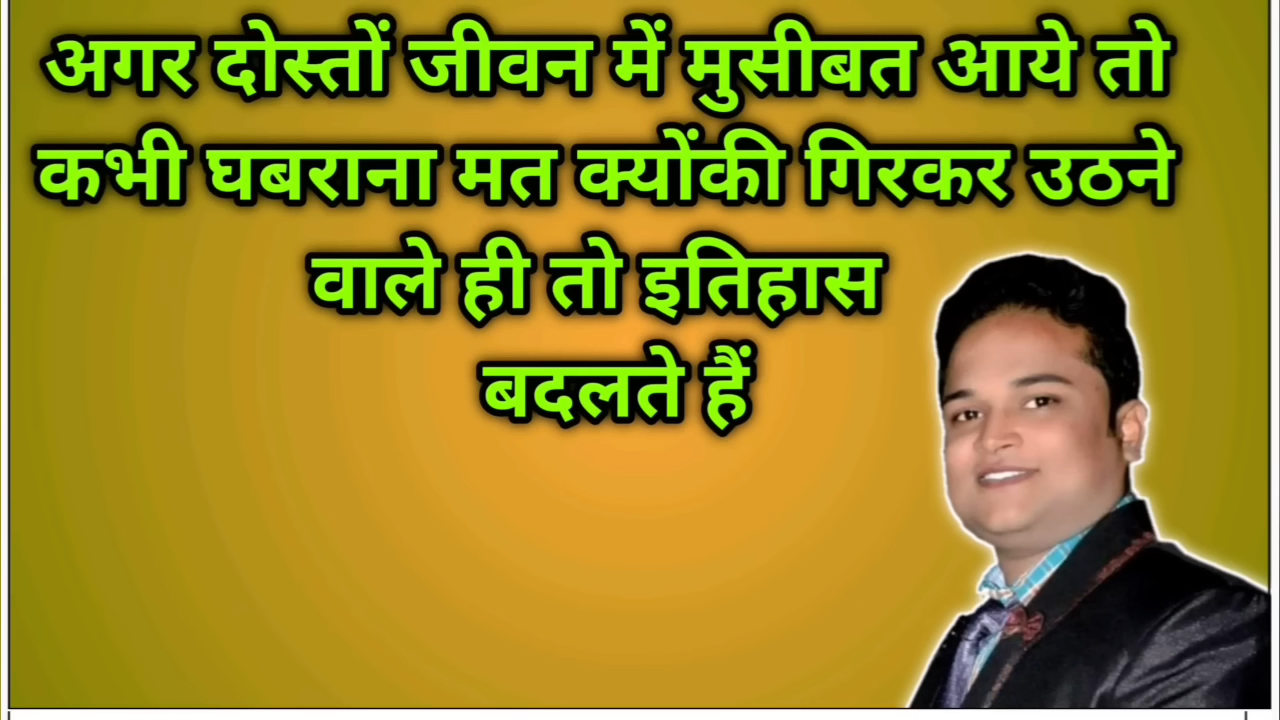 अगर दोस्तों जीवन में मुसीबत आये तो
कभी घबराना मत क्योंकी गिरकर उठने
वाले ही तो इतिहास
बदलते हैं